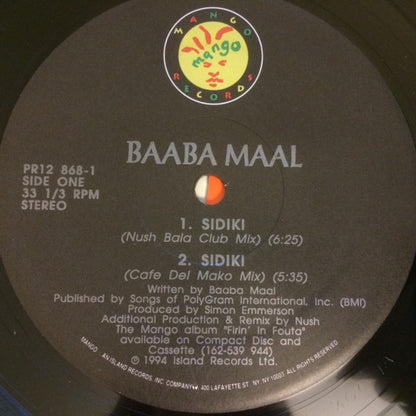 MANGO
mango
RECORDS
BAABA MAAL
PR12 868-1
SIDE ONE
33 1/3 RPM
STEREO
1. SIDIKI
(Nush Bala Club Mix) (6:25)
2. SIDIKI
(Cafe Del Mako Mix) (5:35)
Written by Baaba Maal
Published by Songs of PolyGram International, Inc. (BMI)
Produced by Simon Emmerson
Additional Production & Remix by Nush
The Mango album "Firin' In Fouta"
available on Compact Disc and
Cassette (162-539 944)
℗ 1994 Island Records Ltd.
MANGO, AN ISLAND RECORDS, INC. COMPANY, 400 LAFAYETTE ST. NY, NY 10003. ALL RIGHTS RESERVED.